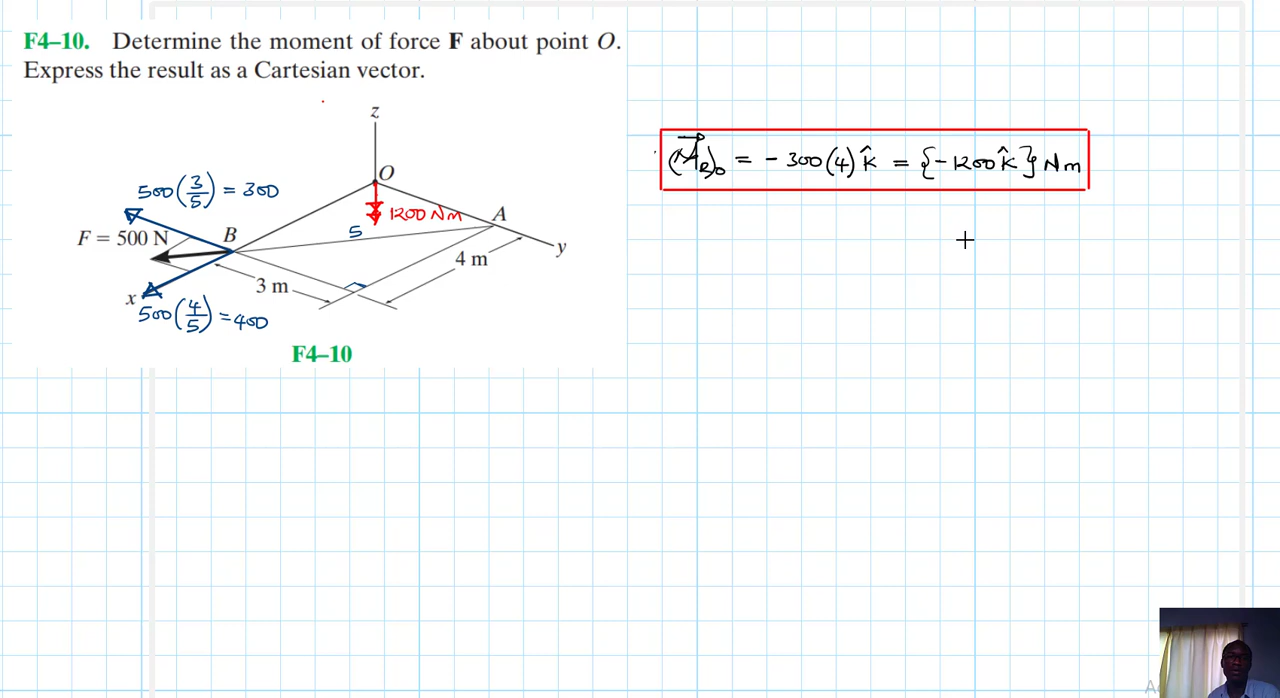 F4–10. Determine the moment of force F about point O.
Express the result as a Cartesian vector.
z
O
500(3/5) = 300
1200 Nm
A
F = 500 N
B
5
y
4 m
3 m
x
500(4/5) = 400
F4–10
(M⃗_R)_O = - 300(4) k̂ = {-1200 k̂} Nm